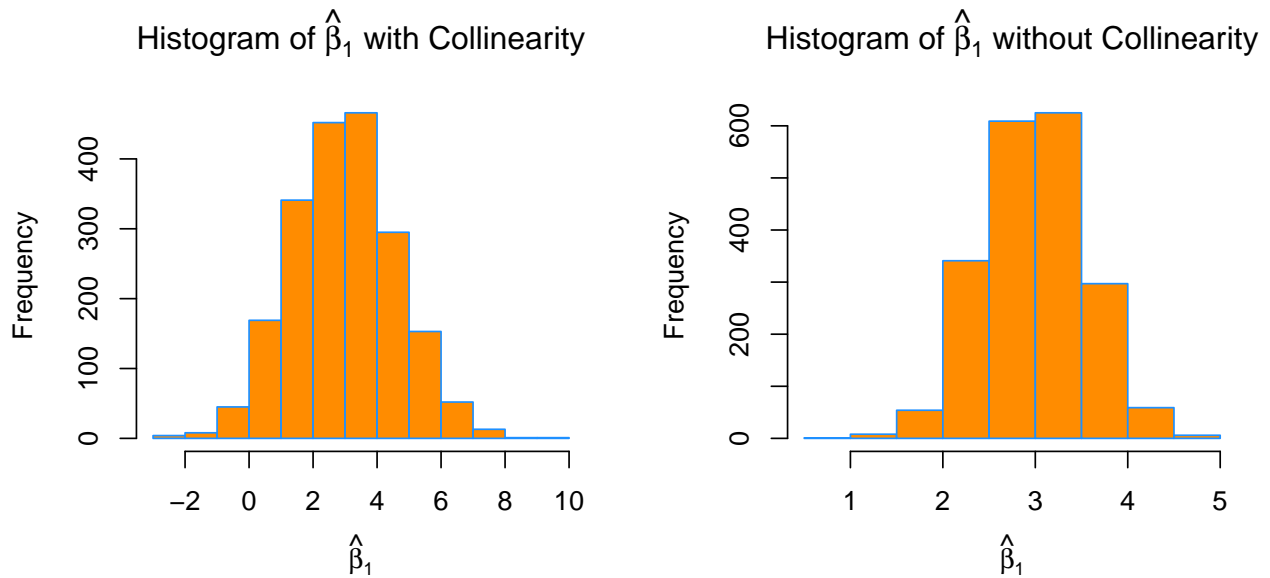 Histogram of β̂₁ with Collinearity
Frequency
400
300
200
100
0
−2 0 2 4 6 8 10
β̂₁
Histogram of β̂₁ without Collinearity
Frequency
600
400
200
0
1 2 3 4 5
β̂₁